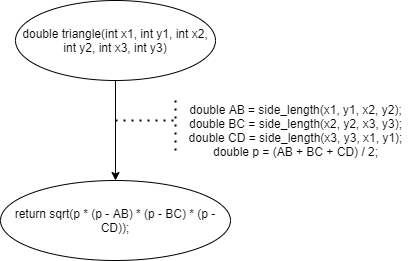 double triangle(int x1, int y1, int x2,
int y2, int x3, int y3)
double AB = side_length(x1, y1, x2, y2);
double BC = side_length(x2, y2, x3, y3);
double CD = side_length(x3, y3, x1, y1);
double p = (AB + BC + CD) / 2;
return sqrt(p * (p - AB) * (p - BC) * (p -
CD));